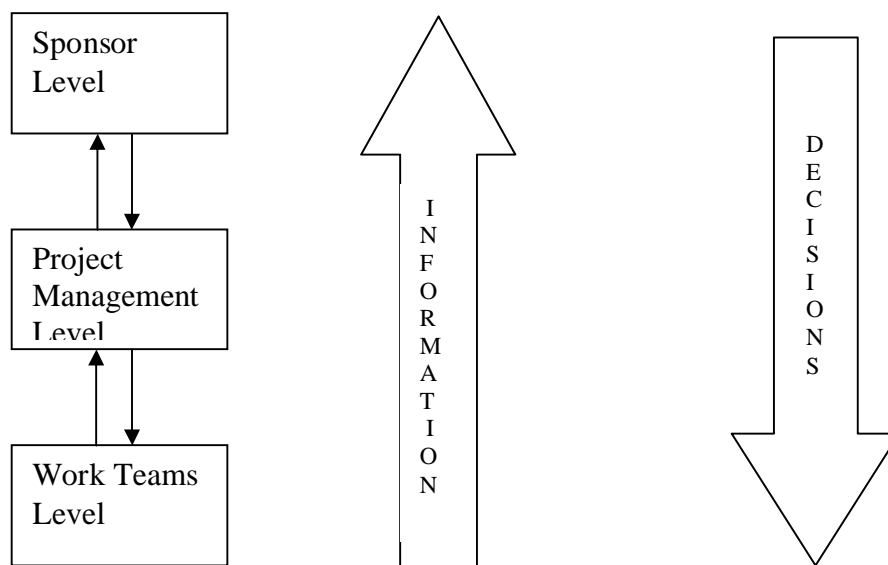 Sponsor
Level
Project
Management
Level
Work Teams
Level
I
N
F
O
R
M
A
T
I
O
N
D
E
C
I
S
I
O
N
S